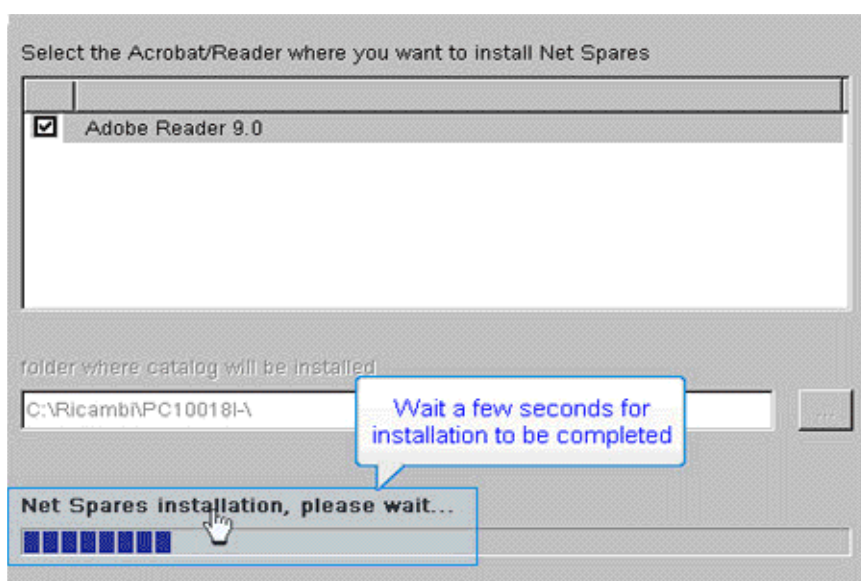 Select the Acrobat/Reader where you want to install Net Spares
Adobe Reader 9.0
folder where catalog will be installed
C:\Ricambi\PC10018I-\
...
Wait a few seconds for
installation to be completed
Net Spares installation, please wait...